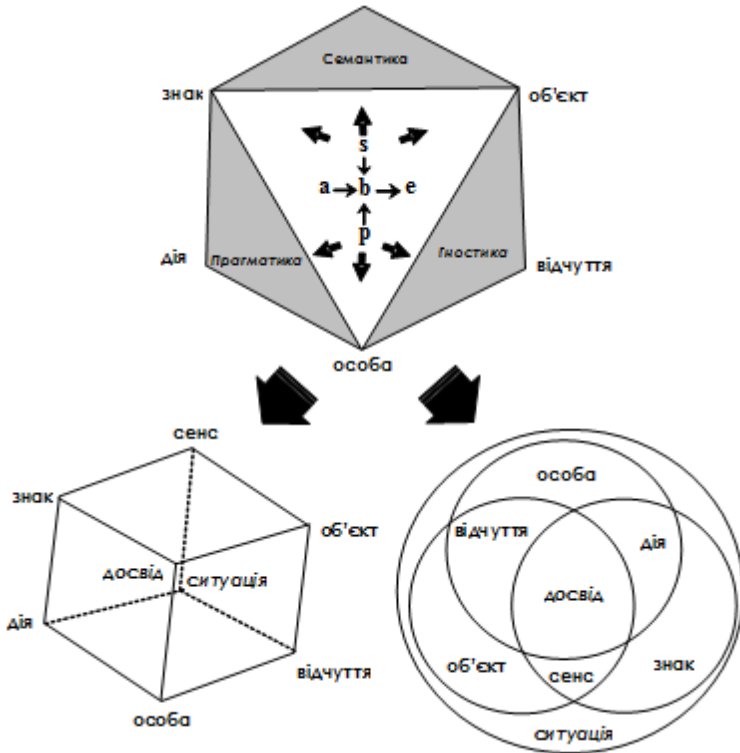 Семантика
знак
об'єкт
s
a b e
p
дія
Прагматика
Гностика
відчуття
особа
сенс
знак
об'єкт
досвід
ситуація
дія
відчуття
особа
особа
відчуття
дія
досвід
об'єкт
сенс
знак
ситуація